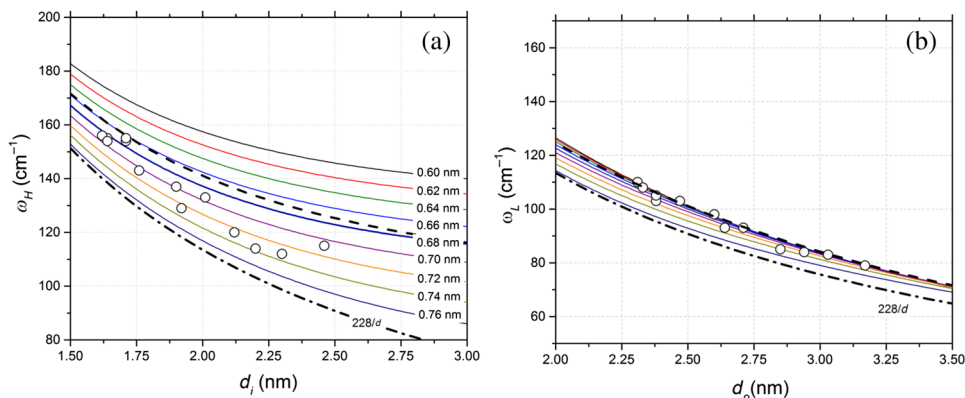 (a)
200
180
160
140
120
100
80
ω_H (cm⁻¹)
0.60 nm
0.62 nm
0.64 nm
0.66 nm
0.68 nm
0.70 nm
0.72 nm
0.74 nm
0.76 nm
228/d
1.50 1.75 2.00 2.25 2.50 2.75 3.00
d_i (nm)
(b)
160
140
120
100
80
60
ω_L (cm⁻¹)
228/d
2.00 2.25 2.50 2.75 3.00 3.25 3.50
d_o(nm)